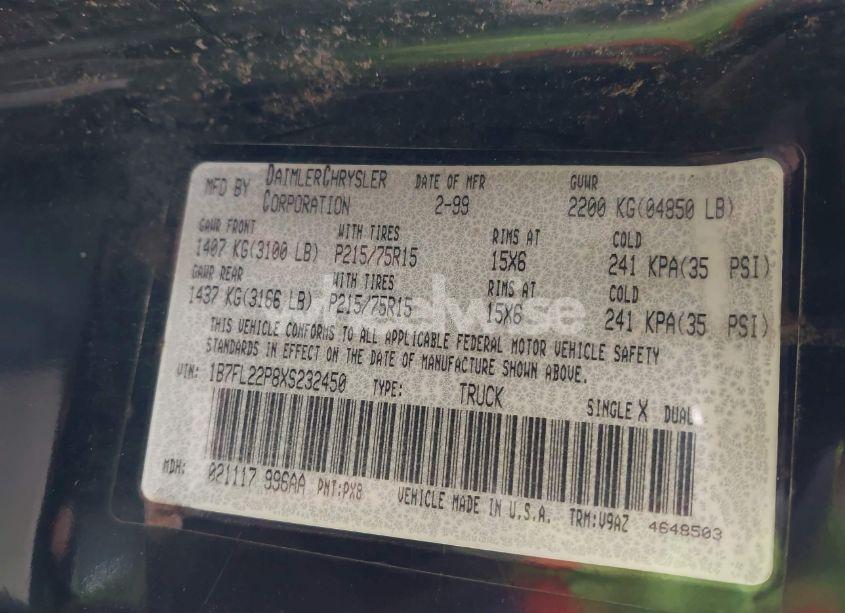 MFD BY DAIMLERCHRYSLER CORPORATION DATE OF MFR 2-99 GVWR 2200 KG(04850 LB)
GAWR FRONT WITH TIRES RIMS AT COLD
1407 KG(3100 LB) P215/75R15 15X6 241 KPA(35 PSI)
GAWR REAR WITH TIRES RIMS AT COLD
1437 KG(3166 LB) P215/75R15 15X6 241 KPA(35 PSI)
THIS VEHICLE CONFORMS TO ALL APPLICABLE FEDERAL MOTOR VEHICLE SAFETY
STANDARDS IN EFFECT ON THE DATE OF MANUFACTURE SHOWN ABOVE.
VIN: 1B7FL22P8XS232450 TYPE: TRUCK SINGLE X DUAL
MDH: 021117 996AA PNT:PX8 VEHICLE MADE IN U.S.A. TRM:V9AZ 4648503